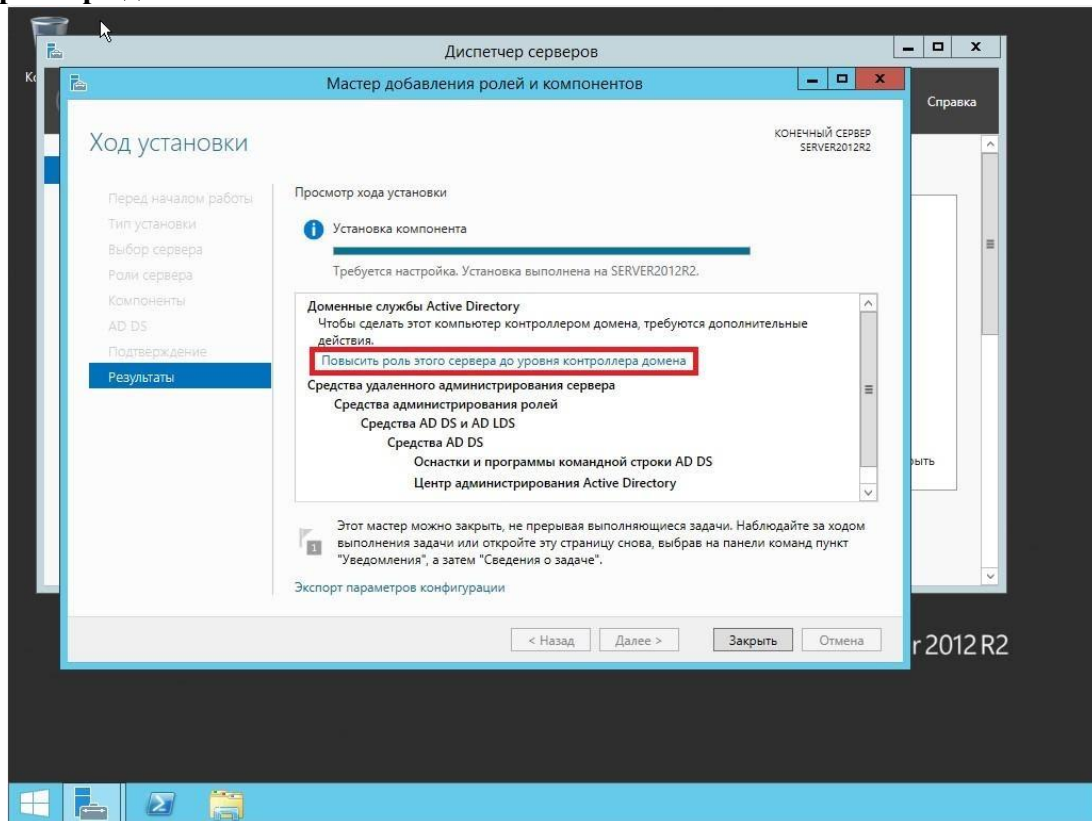 Диспетчер серверов
Мастер добавления ролей и компонентов
Справка
Ход установки
КОНЕЧНЫЙ СЕРВЕР
SERVER2012R2
Перед началом работы
Тип установки
Выбор сервера
Роли сервера
Компоненты
AD DS
Подтверждение
Результаты
Просмотр хода установки
Установка компонента
Требуется настройка. Установка выполнена на SERVER2012R2.
Доменные службы Active Directory
Чтобы сделать этот компьютер контроллером домена, требуются дополнительные
действия.
Повысить роль этого сервера до уровня контроллера домена
Средства удаленного администрирования сервера
Средства администрирования ролей
Средства AD DS и AD LDS
Средства AD DS
Оснастки и программы командной строки AD DS
Центр администрирования Active Directory
1
Этот мастер можно закрыть, не прерывая выполняющиеся задачи. Наблюдайте за ходом
выполнения задачи или откройте эту страницу снова, выбрав на панели команд пункт
"Уведомления", а затем "Сведения о задаче".
Экспорт параметров конфигурации
< Назад
Далее >
Закрыть
Отмена
r 2012 R2